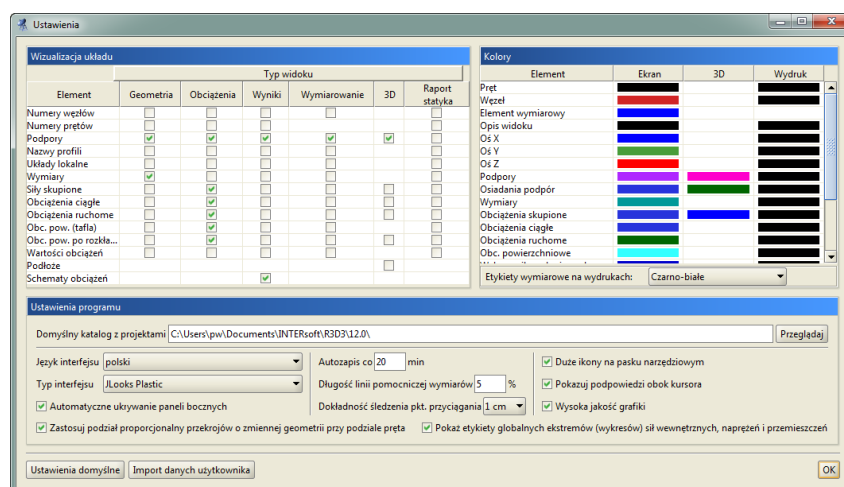 Ustawienia
Wizualizacja układu
Typ widoku
Element Geometria Obciążenia Wyniki Wymiarowanie 3D Raport statyka
Numery węzłów
Numery prętów
Podpory
Nazwy profili
Układy lokalne
Wymiary
Siły skupione
Obciążenia ciągłe
Obciążenia ruchome
Obc. pow. (tafla)
Obc. pow. po rozkła...
Wartości obciążeń
Podłoże
Schematy obciążeń
Kolory
Element Ekran 3D Wydruk
Pręt
Węzeł
Element wymiarowy
Opis widoku
Oś X
Oś Y
Oś Z
Podpory
Osiadania podpór
Wymiary
Obciążenia skupione
Obciążenia ciągłe
Obciążenia ruchome
Obc. powierzchniowe
Etykiety wymiarowe na wydrukach: Czarno-białe
Ustawienia programu
Domyślny katalog z projektami C:\Users\pw\Documents\INTERsoft\R3D3\12.0\ Przeglądaj
Język interfejsu polski Autozapis co 20 min Duże ikony na pasku narzędziowym
Typ interfejsu JLooks Plastic Długość linii pomocniczej wymiarów 5 % Pokazuj podpowiedzi obok kursora
Automatyczne ukrywanie paneli bocznych Dokładność śledzenia pkt. przyciągania 1 cm Wysoka jakość grafiki
Zastosuj podział proporcjonalny przekrojów o zmiennej geometrii przy podziale pręta Pokaż etykiety globalnych ekstremów (wykresów) sił wewnętrznych, naprężeń i przemieszczeń
Ustawienia domyślne Import danych użytkownika OK